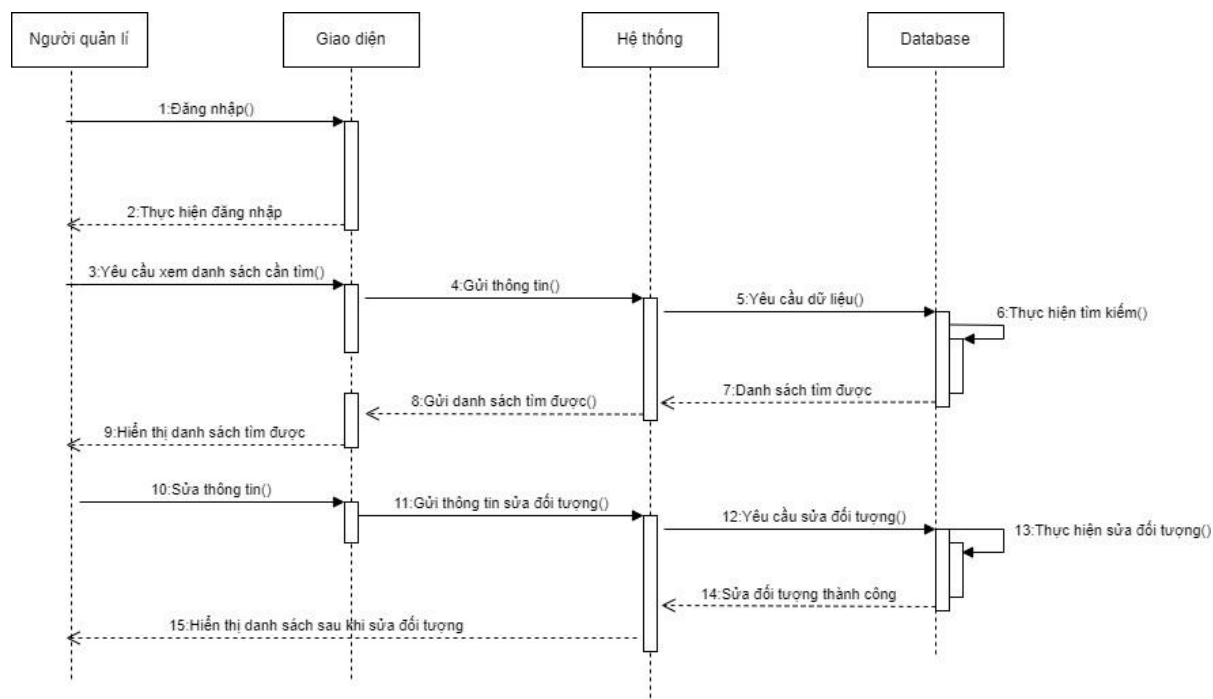 Người quản lí
Giao diện
Hệ thống
Database
1:Đăng nhập()
2:Thực hiện đăng nhập
3:Yêu cầu xem danh sách cần tìm()
4:Gửi thông tin()
5:Yêu cầu dữ liệu()
6:Thực hiện tìm kiếm()
7:Danh sách tìm được
8:Gửi danh sách tìm được()
9:Hiển thị danh sách tìm được
10:Sửa thông tin()
11:Gửi thông tin sửa đối tượng()
12:Yêu cầu sửa đối tượng()
13:Thực hiện sửa đối tượng()
14:Sửa đối tượng thành công
15:Hiển thị danh sách sau khi sửa đối tượng